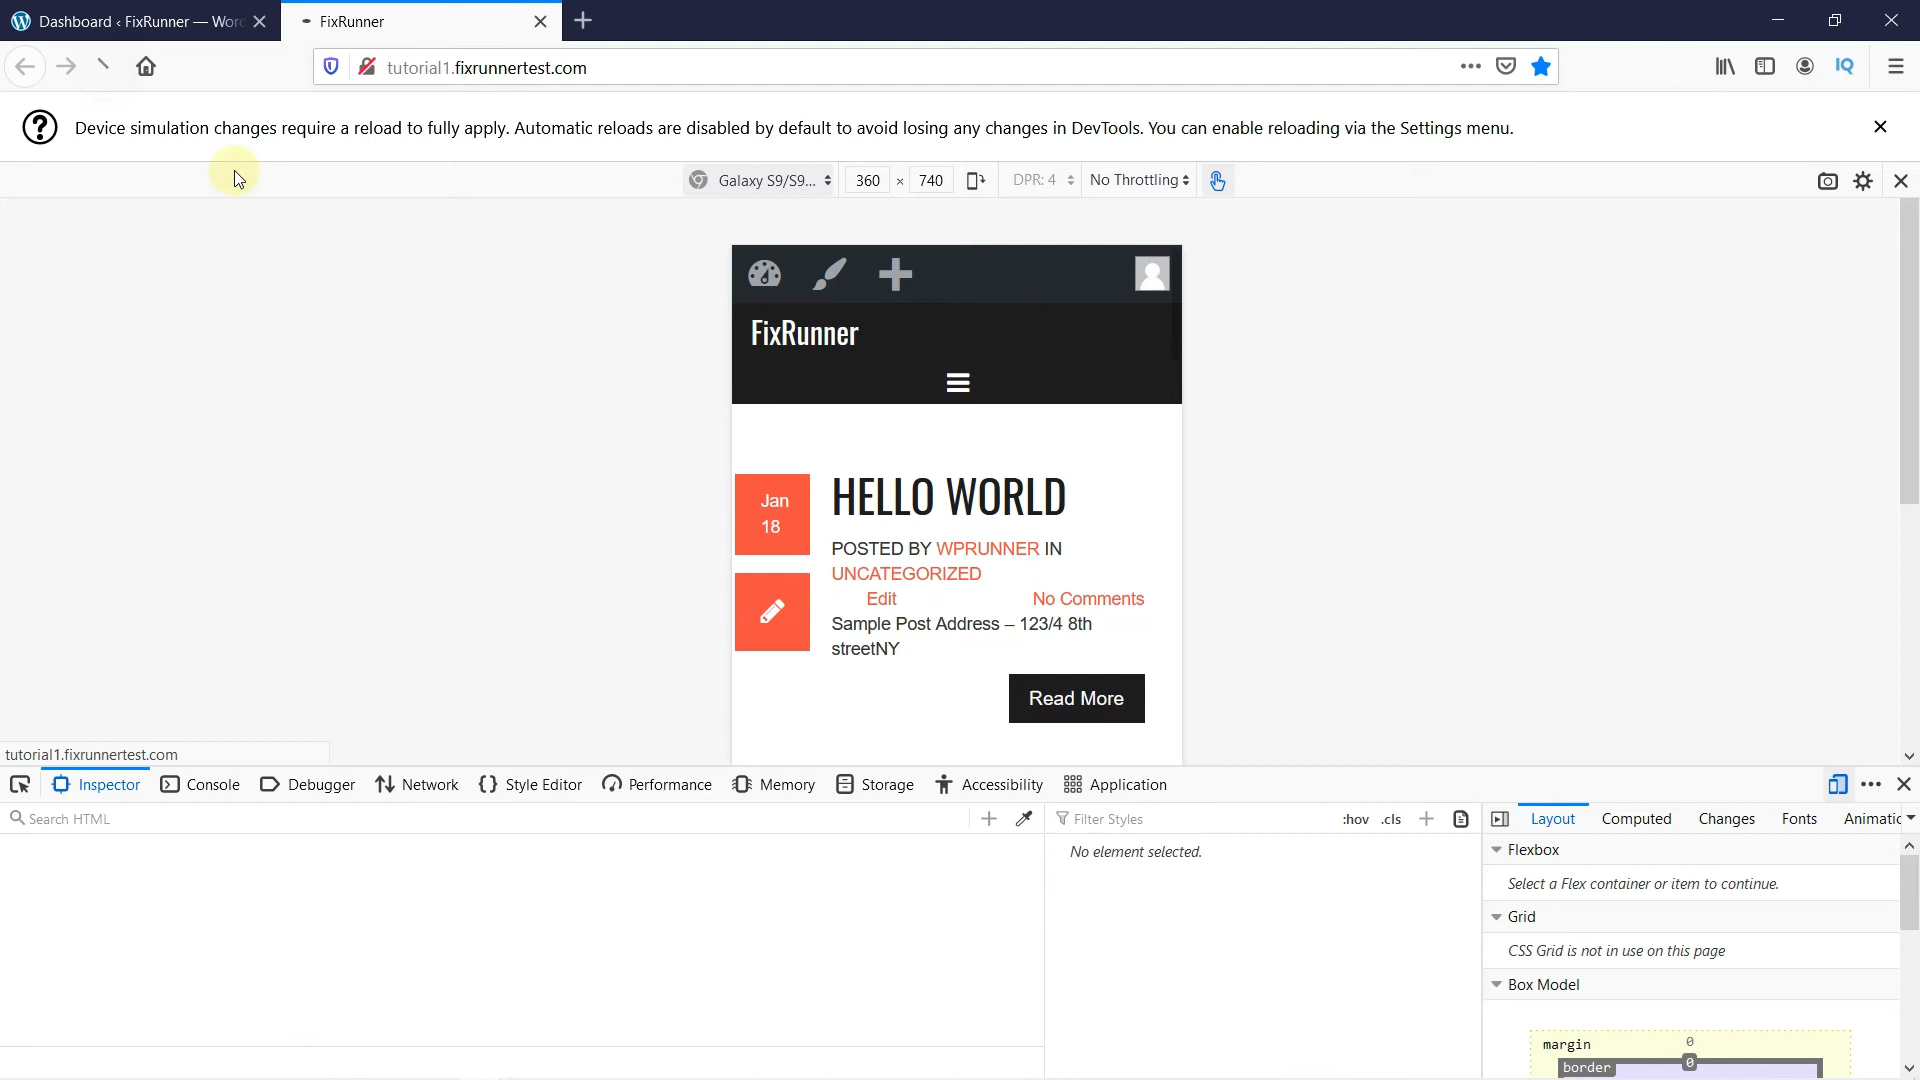 Dashboard ‹ FixRunner — Word
FixRunner
tutorial1.fixrunnertest.com
IQ
Device simulation changes require a reload to fully apply. Automatic reloads are disabled by default to avoid losing any changes in DevTools. You can enable reloading via the Settings menu.
Galaxy S9/S9... 360 × 740 DPR: 4 No Throttling
FixRunner
Jan
18
HELLO WORLD
POSTED BY WPRUNNER IN
UNCATEGORIZED
Edit No Comments
Sample Post Address – 123/4 8th
streetNY
Read More
tutorial1.fixrunnertest.com
Inspector Console Debugger Network Style Editor Performance Memory Storage Accessibility Application
Search HTML
Filter Styles :hov .cls
Layout Computed Changes Fonts Animatic
No element selected.
Flexbox
Select a Flex container or item to continue.
Grid
CSS Grid is not in use on this page
Box Model
margin 0
border 0